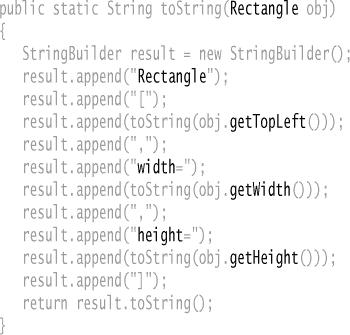 public static String toString(Rectangle obj)
{
StringBuilder result = new StringBuilder();
result.append("Rectangle");
result.append("[");
result.append(toString(obj.getTopLeft()));
result.append(",");
result.append("width=");
result.append(toString(obj.getWidth()));
result.append(",");
result.append("height=");
result.append(toString(obj.getHeight()));
result.append("]");
return result.toString();
}